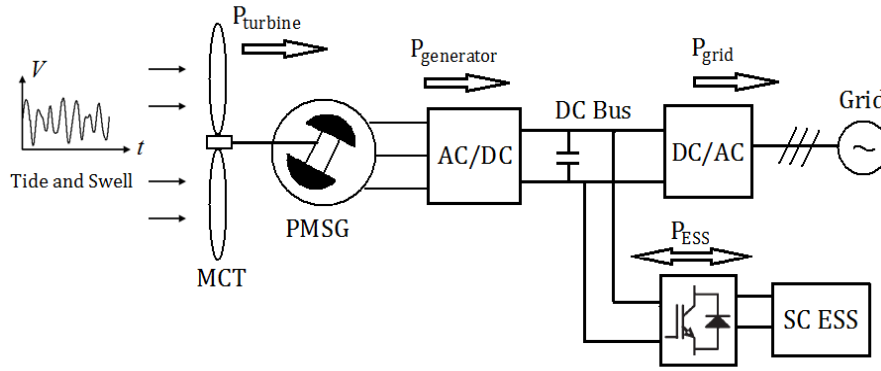 P_turbine
P_generator
P_grid
V
t
Tide and Swell
MCT
PMSG
AC/DC
DC Bus
DC/AC
Grid
~
P_ESS
SC ESS